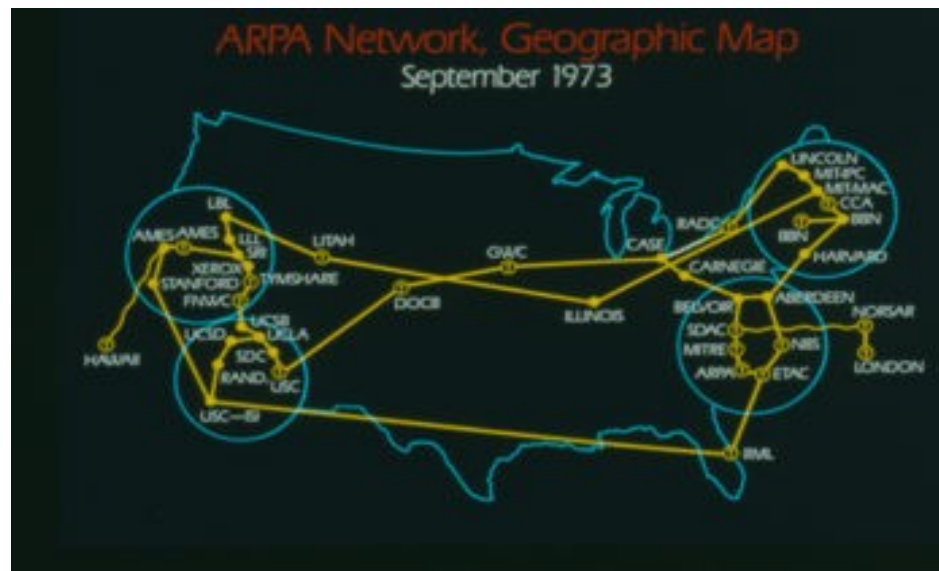 ARPA Network, Geographic Map
September 1973
LINCOLN
MIT-IPC
MIT-MAC
CCA
BBN
BBN
HARVARD
LBL
AMES AMES
LLL
SRI
UTAH
XEROX
TYMSHARE
STANFORD
FNWC
GWC
CASE
RADC
CARNEGIE
DOCB
ILLINOIS
BELVOIR
ABERDEEN
NORSAR
SDAC
NBS
LONDON
MITRE
ARPA
ETAC
HAWAII
UCSB
UCSD
UCLA
SDC
RAND
USC
USC-ISI
RML